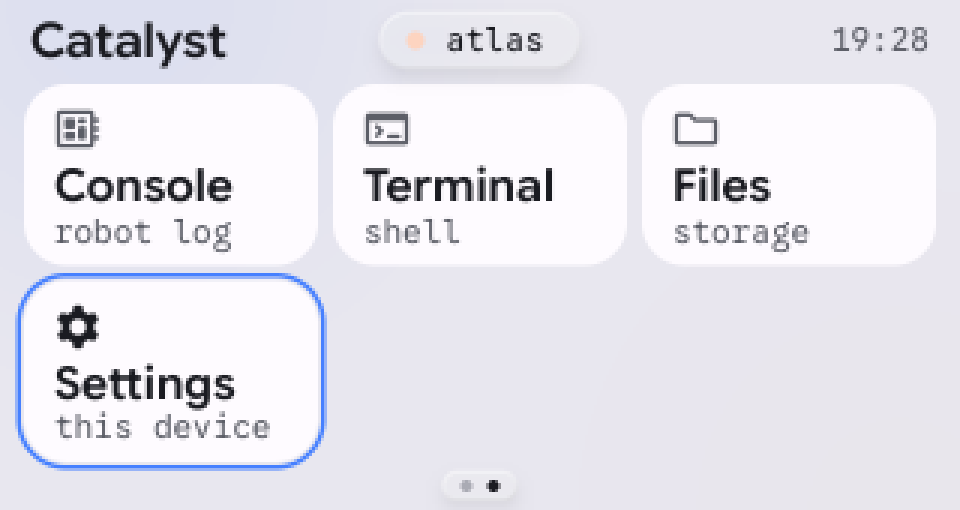 Catalyst
atlas
19:28
Console
robot log
Terminal
shell
Files
storage
Settings
this device